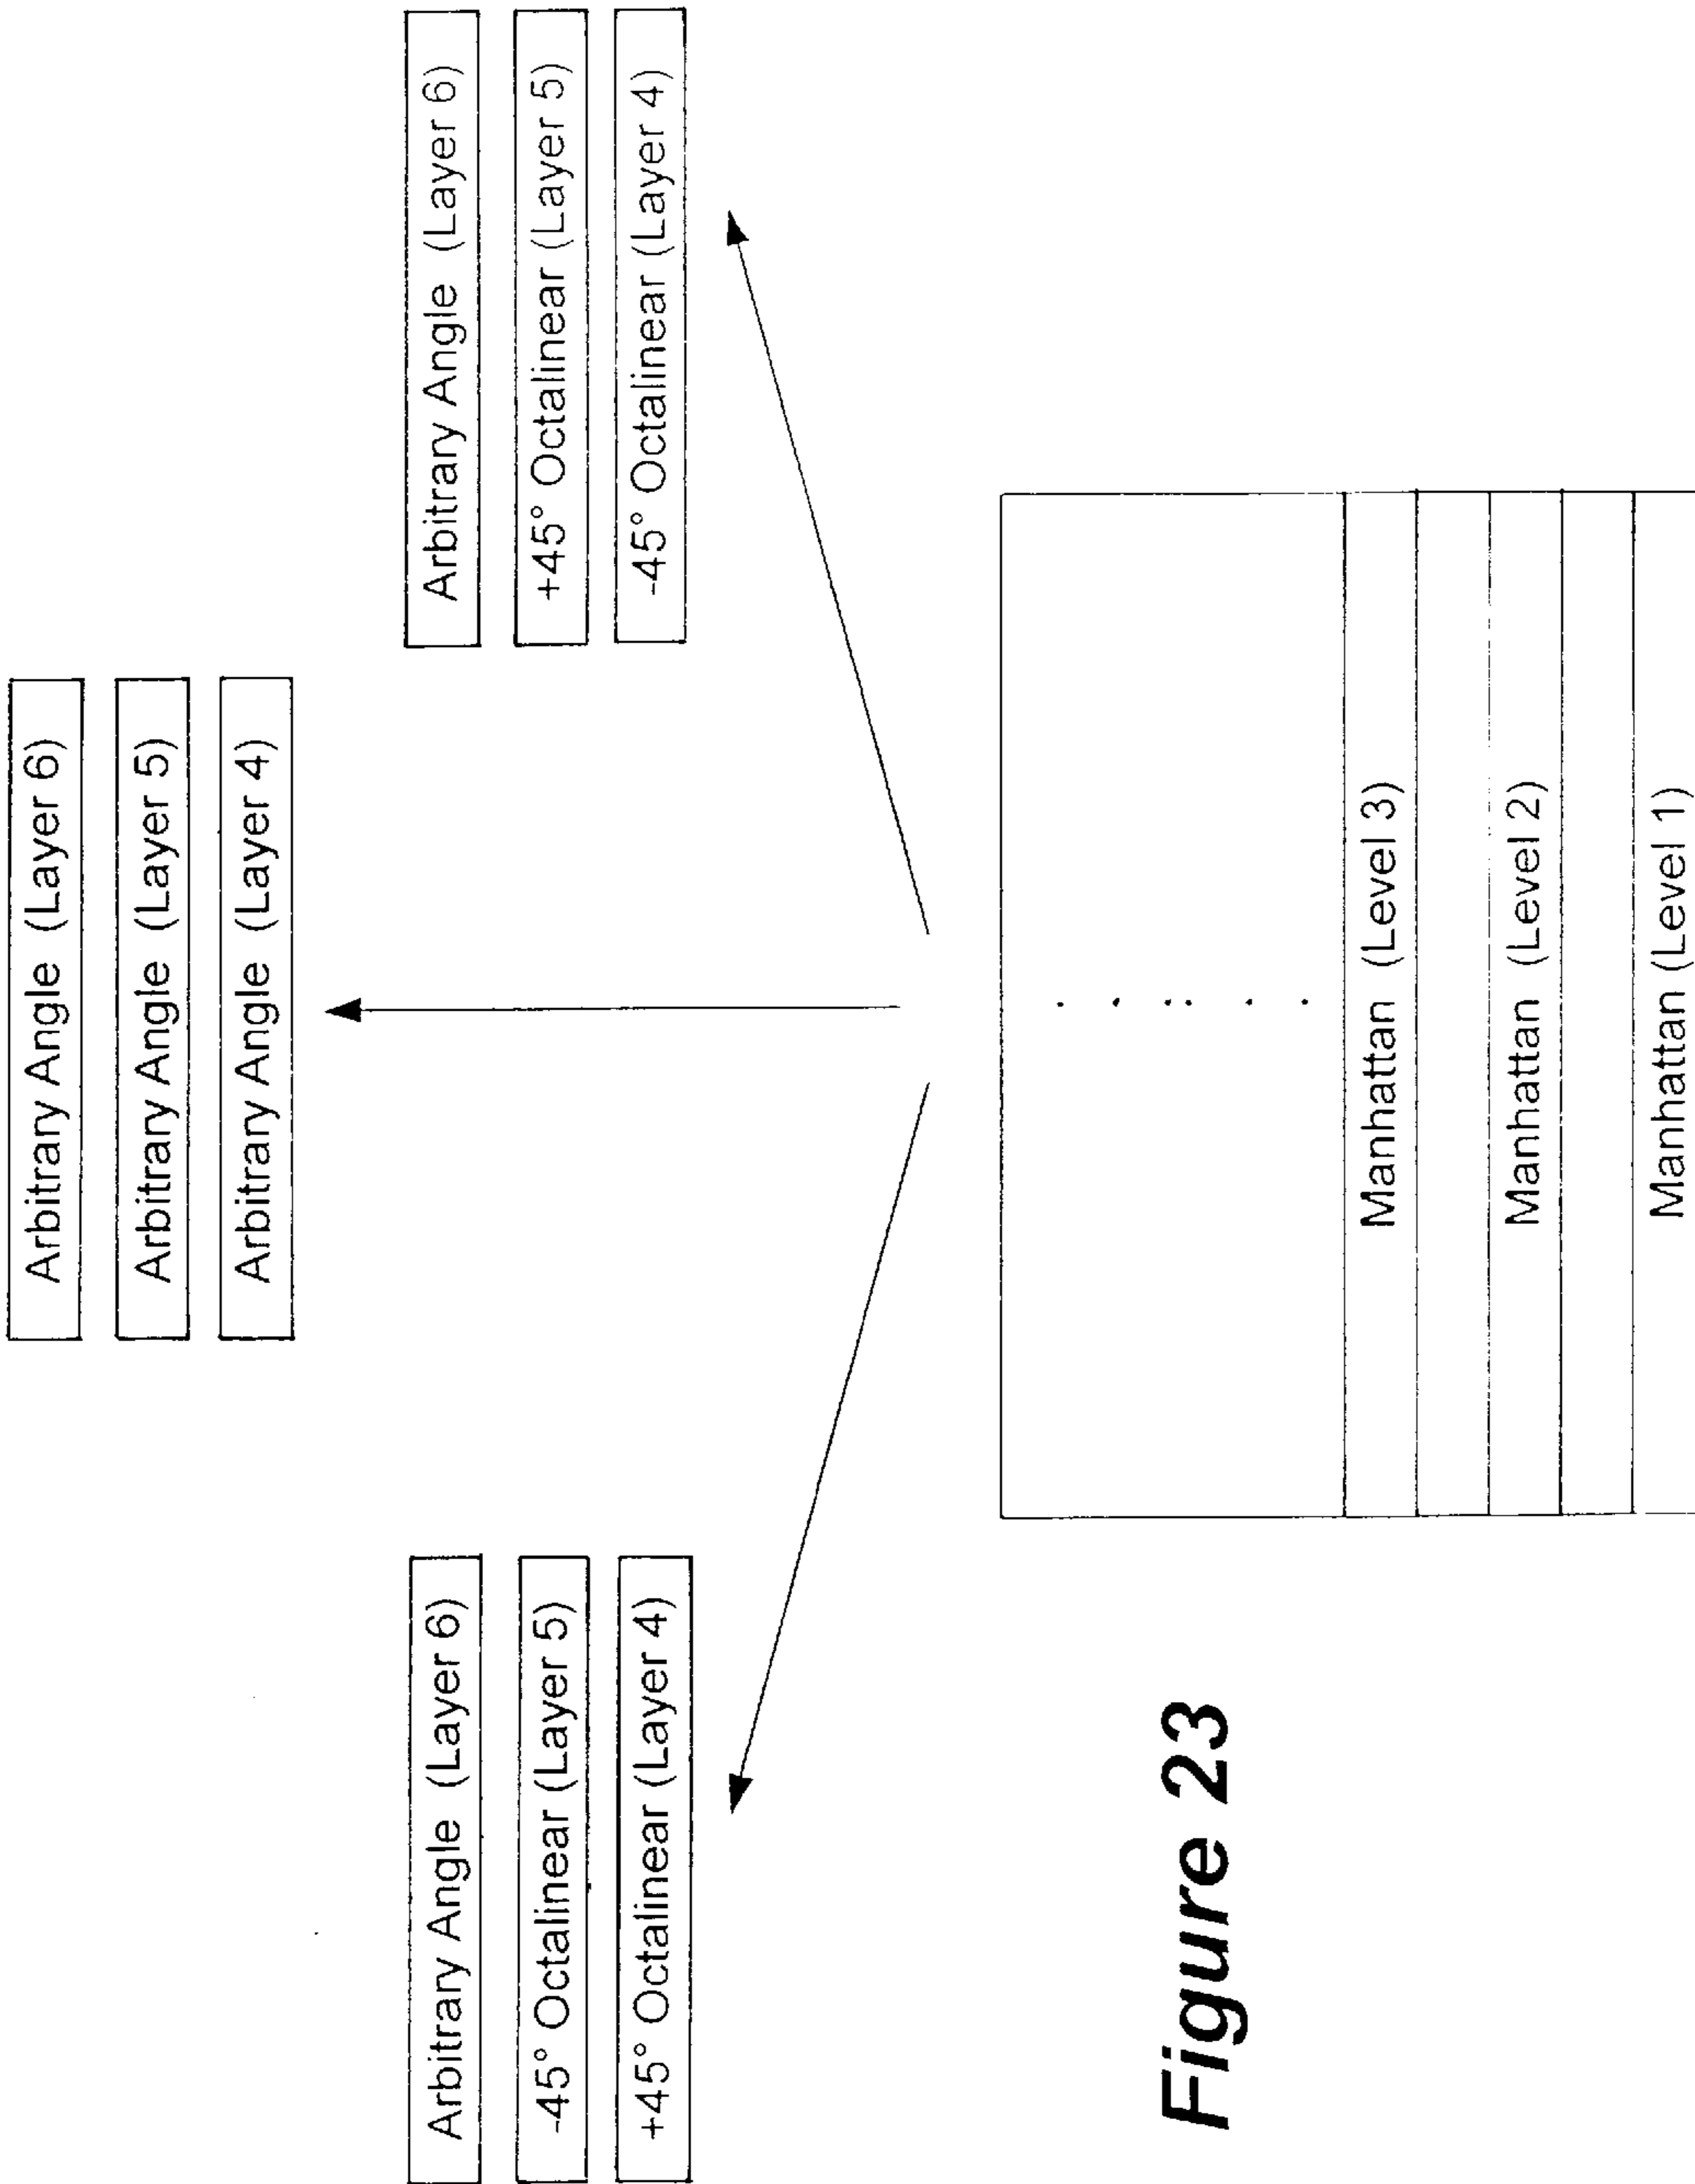 Arbitrary Angle (Layer 6)
Arbitrary Angle (Layer 5)
Arbitrary Angle (Layer 4)
Arbitrary Angle (Layer 6)
-45° Octalinear (Layer 5)
+45° Octalinear (Layer 4)
Arbitrary Angle (Layer 6)
+45° Octalinear (Layer 5)
-45° Octalinear (Layer 4)
Manhattan (Level 3)
Manhattan (Level 2)
Manhattan (Level 1)
Figure 23